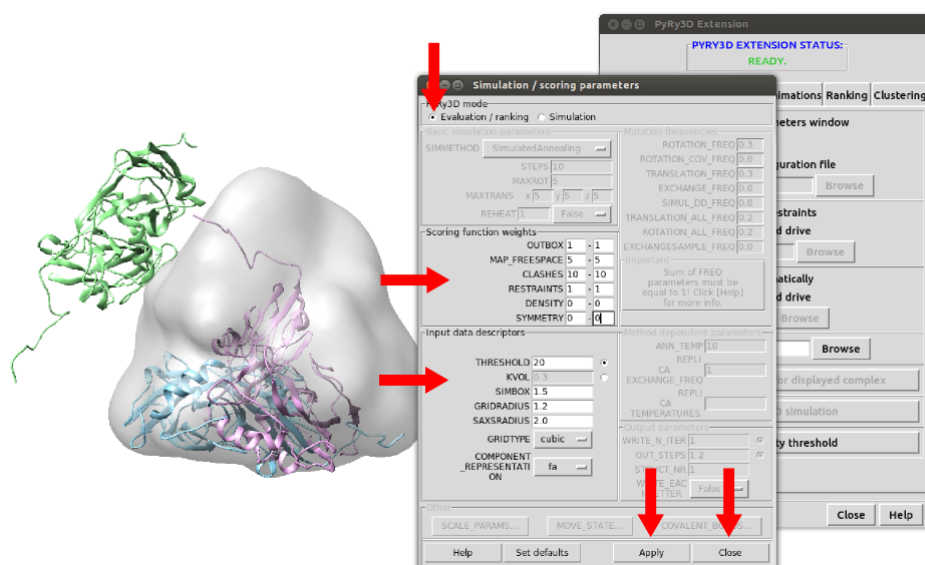 PyRy3D Extension
PYRY3D EXTENSION STATUS:
READY.
Simulation / scoring parameters
PyRy3D mode
Evaluation / ranking Simulation
Basic simulation parameters
SIMMETHOD SimulatedAnnealing
STEPS 10
MAXROT 5
MAXTRANS x 5 y 5 z 5
REHEAT 1 False
Scoring function weights
OUTBOX 1 - 1
MAP_FREESPACE 5 - 5
CLASHES 10 - 10
RESTRAINTS 1 - 1
DENSITY 0 - 0
SYMMETRY 0 - 0
Input data descriptors
THRESHOLD 20
KVOL 0.3
SIMBOX 1.5
GRIDRADIUS 1.2
SAXSRADIUS 2.0
GRIDTYPE cubic
COMPONENT
_REPRESENTATI
ON
fa
Mutation frequencies
ROTATION_FREQ 0.3
ROTATION_COV_FREQ 0.0
TRANSLATION_FREQ 0.3
EXCHANGE_FREQ 0.0
SIMUL_DD_FREQ 0.0
TRANSLATION_ALL_FREQ 0.2
ROTATION_ALL_FREQ 0.2
EXCHANGESAMPLE_FREQ 0.0
Important
Sum of FREQ
parameters must be
equal to 1! Click [Help]
for more info.
Method dependent parameters
ANN_TEMP 10
REPLI
CA
EXCHANGE_FREQ
1
REPLI
CA
TEMPERATURES
Output parameters
WRITE_N_ITER 1
OUT_STEPS 1 2
STRUCT_NR 1
False
Other
SCALE_PARAMS... MOVE_STATE...
Help Set defaults Apply Close
imations Ranking Clustering
neters window
guration file
Browse
straints
d drive
Browse
atically
d drive
Browse
Browse
or displayed complex
D simulation
ty threshold
Close Help